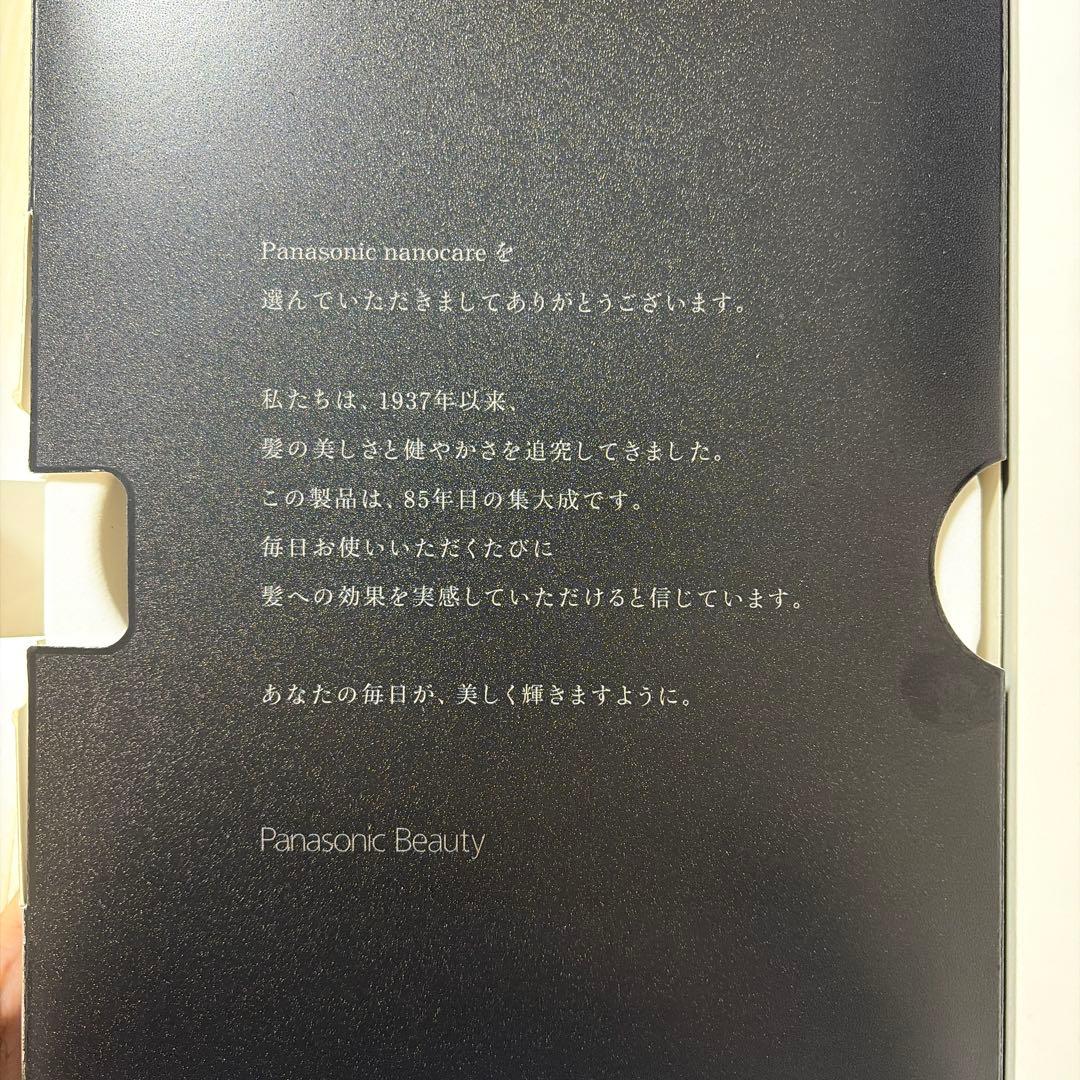 Panasonic nanocare を
選んでいただきましてありがとうございます。
私たちは、1937年以来、
髪の美しさと健やかさを追究してきました。
この製品は、85年目の集大成です。
毎日お使いいただくたびに
髪への効果を実感していただけると信じています。
あなたの毎日が、美しく輝きますように。
Panasonic Beauty